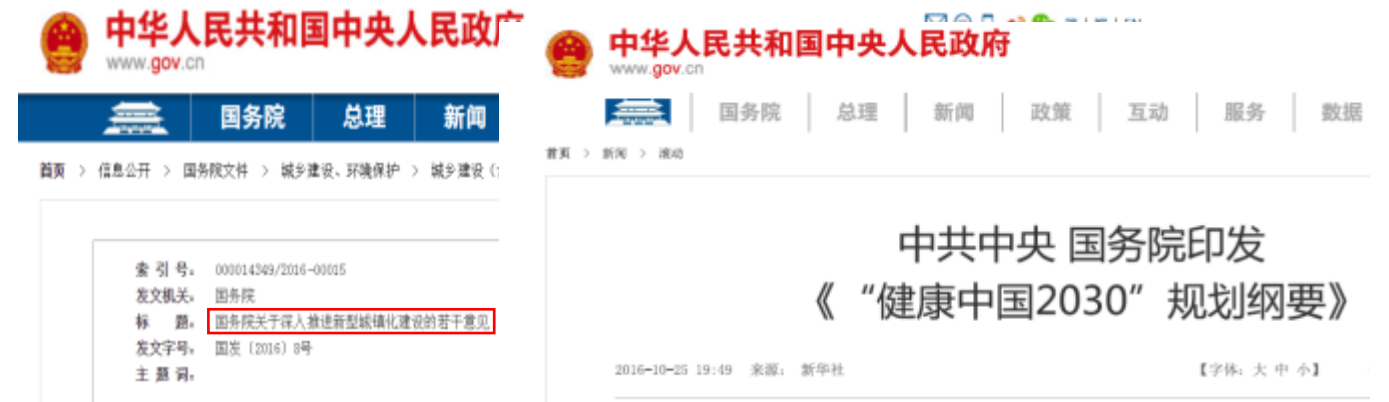 中华人民共和国中央人民政府
www.gov.cn
国务院 总理 新闻
首页 > 信息公开 > 国务院文件 > 城乡建设、环境保护 > 城乡建设（
索 引 号： 000014349/2016-00015
发文机关： 国务院
标 题： 国务院关于深入推进新型城镇化建设的若干意见
发文字号： 国发〔2016〕8号
主 题 词：
中华人民共和国中央人民政府
www.gov.cn
国务院 总理 新闻 政策 互动 服务 数据
首页 > 新闻 > 滚动
中共中央 国务院印发
《“健康中国2030”规划纲要》
2016-10-25 19:49 来源： 新华社 【字体：大 中 小】